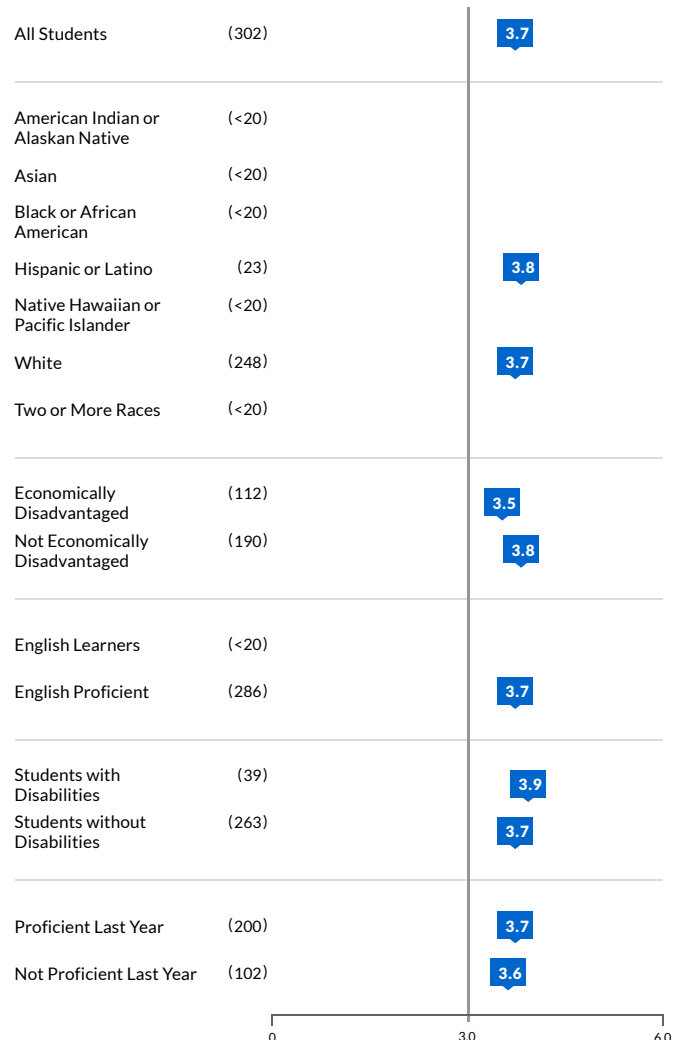 All Students (302) 3.7
American Indian or (<20)
Alaskan Native
Asian (<20)
Black or African (<20)
American
Hispanic or Latino (23) 3.8
Native Hawaiian or (<20)
Pacific Islander
White (248) 3.7
Two or More Races (<20)
Economically (112) 3.5
Disadvantaged
Not Economically (190) 3.8
Disadvantaged
English Learners (<20)
English Proficient (286) 3.7
Students with (39) 3.9
Disabilities
Students without (263) 3.7
Disabilities
Proficient Last Year (200) 3.7
Not Proficient Last Year (102) 3.6
0 3.0 6.0